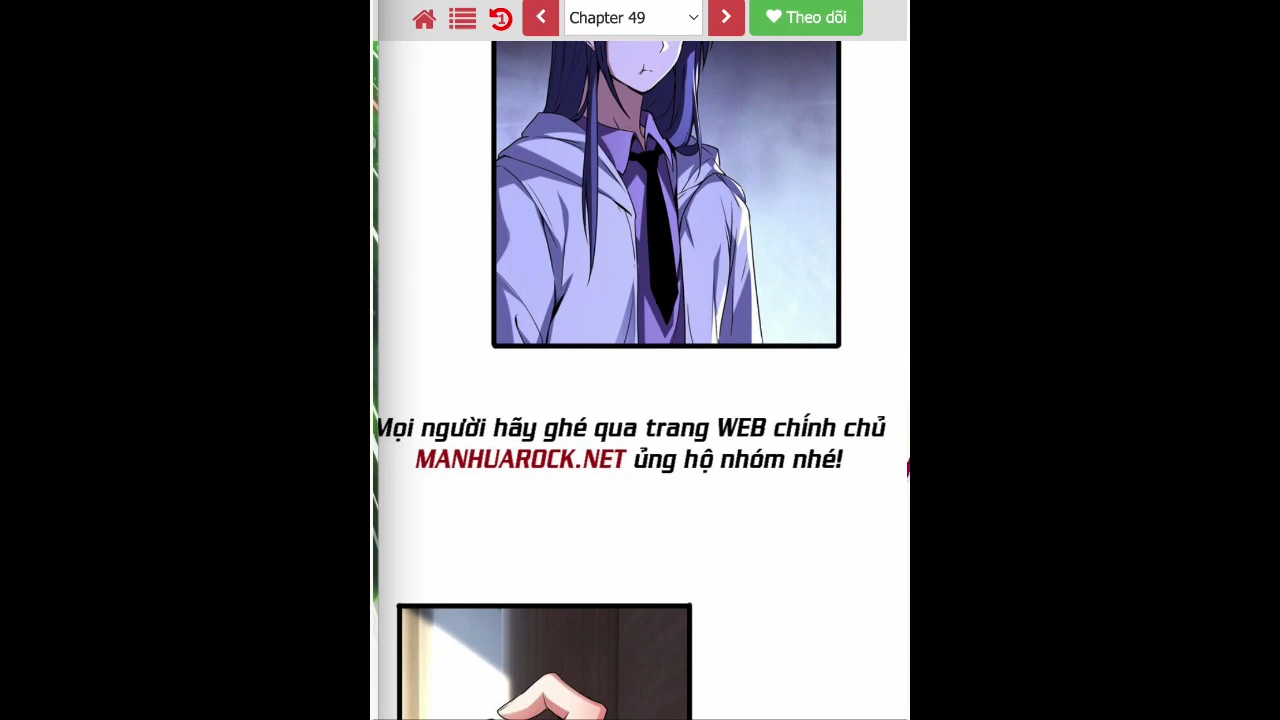 Chapter 49
Theo dõi
Mọi người hãy ghé qua trang WEB chính chủ
MANHUAROCK.NET ủng hộ nhóm nhé!